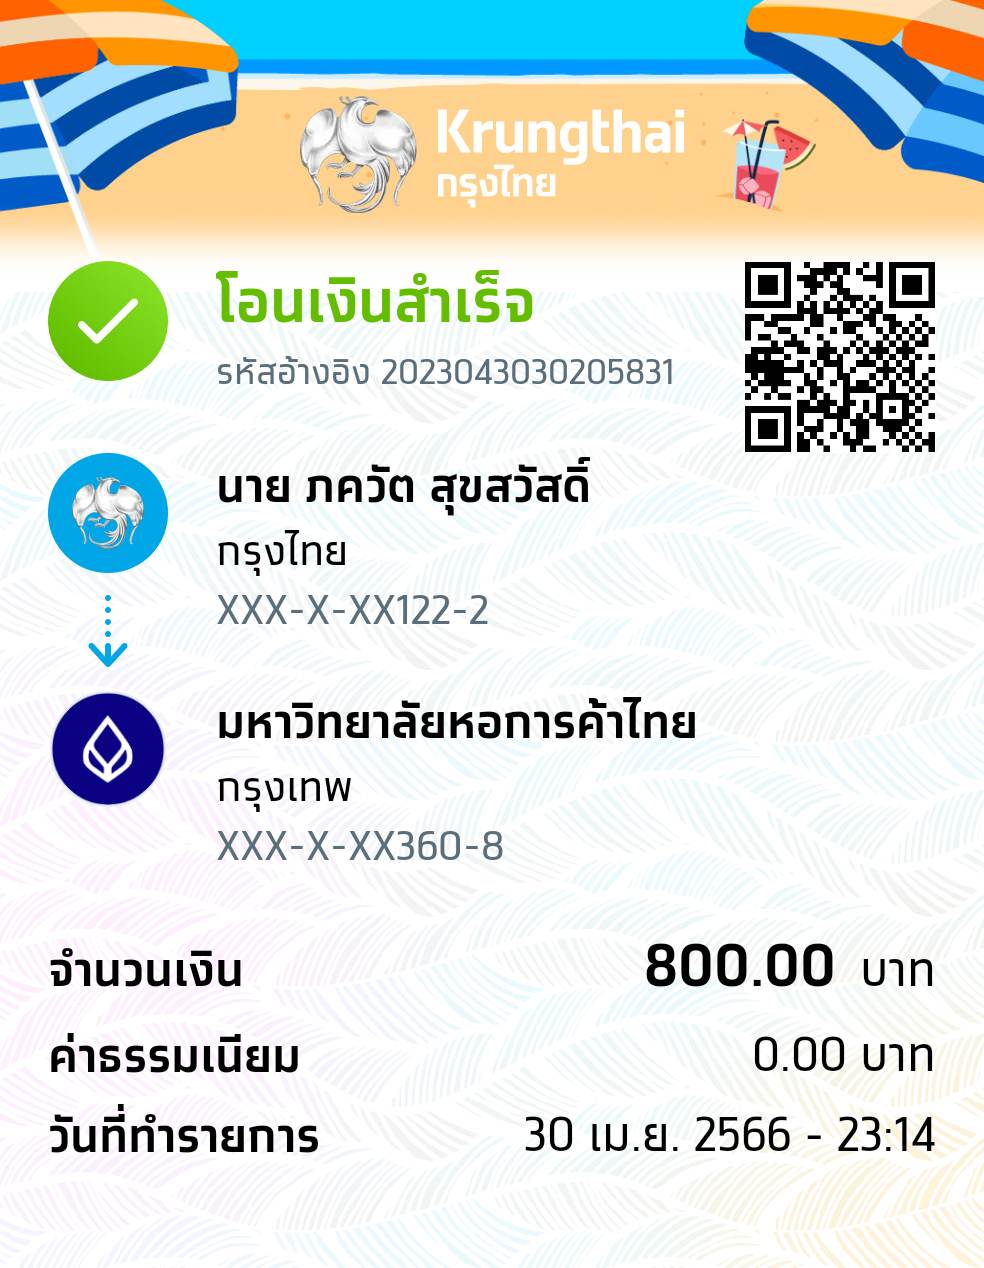 Krungthai
กรุงไทย
โอนเงินสำเร็จ
รหัสอ้างอิง 2023043030205831
นาย ภควัต สุขสวัสดิ์
กรุงไทย
XXX-X-XX122-2
มหาวิทยาลัยหอการค้าไทย
กรุงเทพ
XXX-X-XX360-8
จำนวนเงิน 800.00 บาท
ค่าธรรมเนียม 0.00 บาท
วันที่ทำรายการ 30 เม.ย. 2566 - 23:14